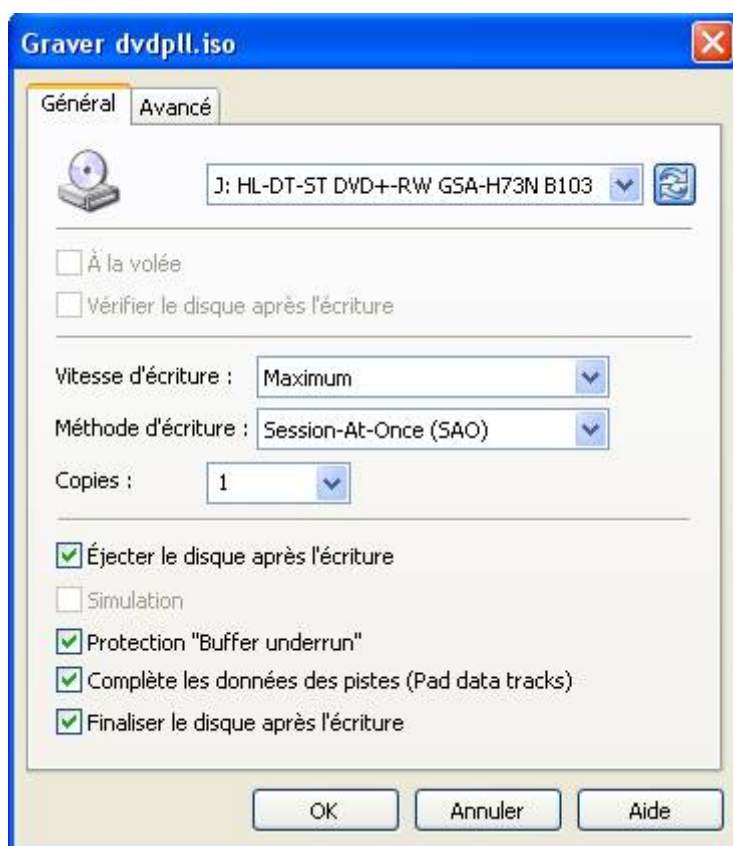 Graver dvdpll.iso
Général
Avancé
J: HL-DT-ST DVD+-RW GSA-H73N B103
À la volée
Vérifier le disque après l'écriture
Vitesse d'écriture : Maximum
Méthode d'écriture : Session-At-Once (SAO)
Copies : 1
Éjecter le disque après l'écriture
Simulation
Protection "Buffer underrun"
Complète les données des pistes (Pad data tracks)
Finaliser le disque après l'écriture
OK Annuler Aide